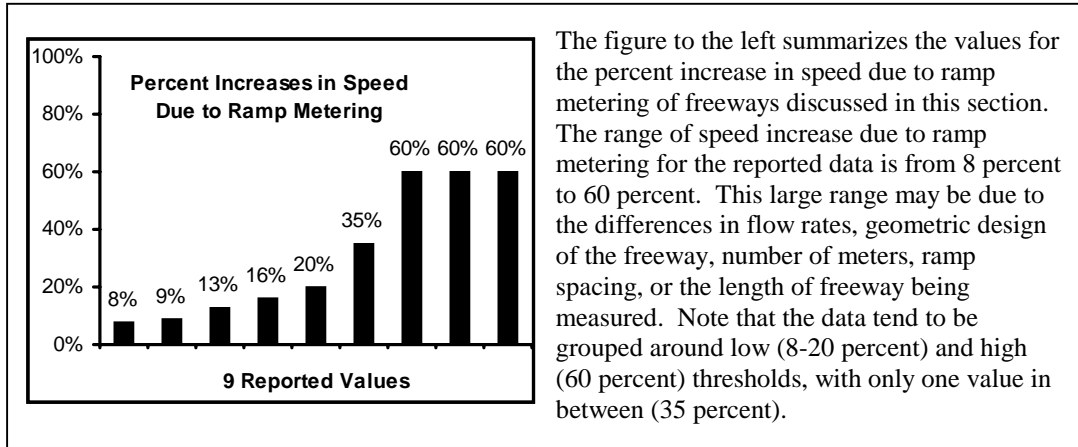 100%
80%
60%
40%
20%
0%
Percent Increases in Speed
Due to Ramp Metering
8%
9%
13%
16%
20%
35%
60%
60%
60%
9 Reported Values
The figure to the left summarizes the values for
the percent increase in speed due to ramp
metering of freeways discussed in this section.
The range of speed increase due to ramp
metering for the reported data is from 8 percent
to 60 percent.  This large range may be due to
the differences in flow rates, geometric design
of the freeway, number of meters, ramp
spacing, or the length of freeway being
measured.  Note that the data tend to be
grouped around low (8-20 percent) and high
(60 percent) thresholds, with only one value in
between (35 percent).